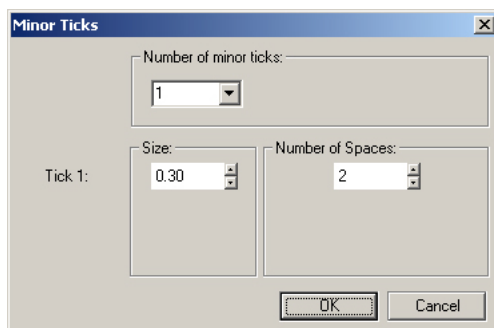 Minor Ticks
Number of minor ticks:
1
Size:
Number of Spaces:
Tick 1:
0.30
2
OK
Cancel